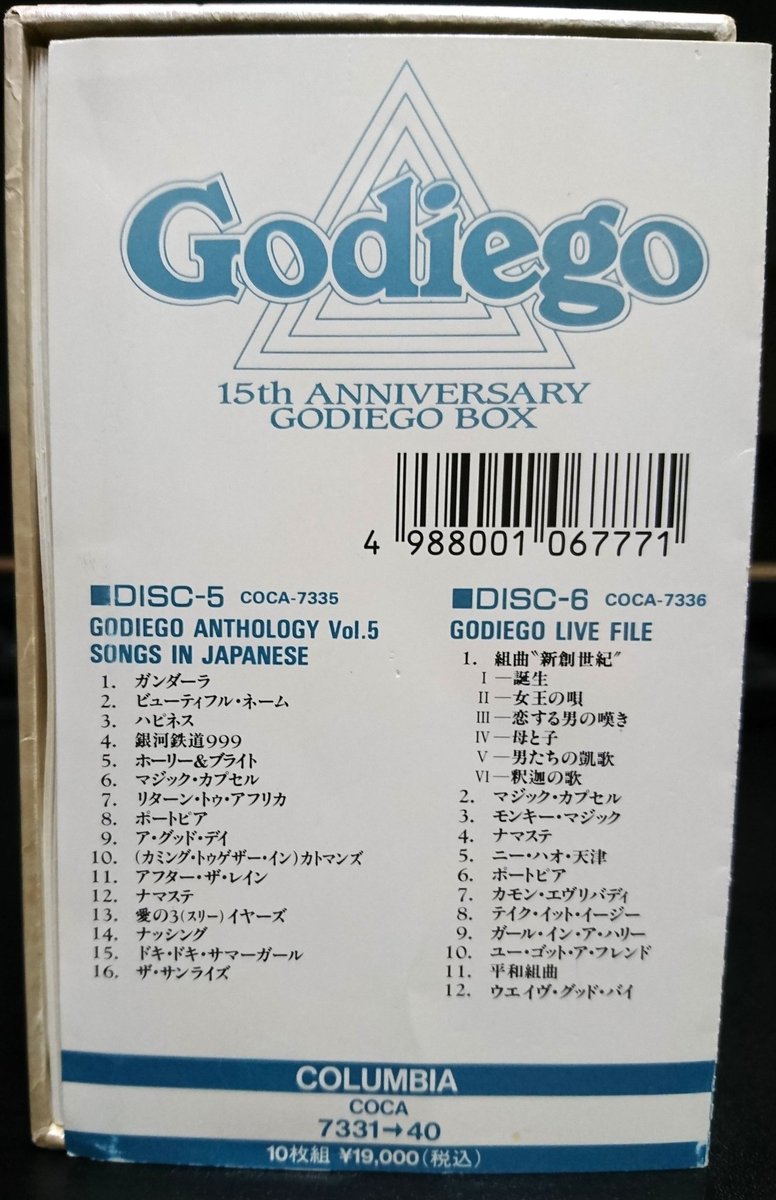 Godiego
15th ANNIVERSARY
GODIEGO BOX
4 988001 067771
■DISC-5 COCA-7335
GODIEGO ANTHOLOGY Vol.5
SONGS IN JAPANESE
1. ガンダーラ
2. ビューティフル・ネーム
3. ハピネス
4. 銀河鉄道999
5. ホーリー&ブライト
6. マジック・カプセル
7. リターン・トゥ・アフリカ
8. ポートピア
9. ア・グッド・デイ
10. (カミング・トゥゲザー・イン)カトマンズ
11. アフター・ザ・レイン
12. ナマステ
13. 愛の3(スリー)イヤーズ
14. ナッシング
15. ドキ・ドキ・サマーガール
16. ザ・サンライズ
■DISC-6 COCA-7336
GODIEGO LIVE FILE
1. 組曲“新創世紀”
I—誕生
II—女王の唄
III—恋する男の嘆き
IV—母と子
V—男たちの凱歌
VI—釈迦の歌
2. マジック・カプセル
3. モンキー・マジック
4. ナマステ
5. ニー・ハオ・天津
6. ポートピア
7. カモン・エヴリバディ
8. テイク・イット・イージー
9. ガール・イン・ア・ハリー
10. ユー・ゴット・ア・フレンド
11. 平和組曲
12. ウエイヴ・グッド・バイ
COLUMBIA
COCA
7331→40
10枚組 ¥19,000(税込)